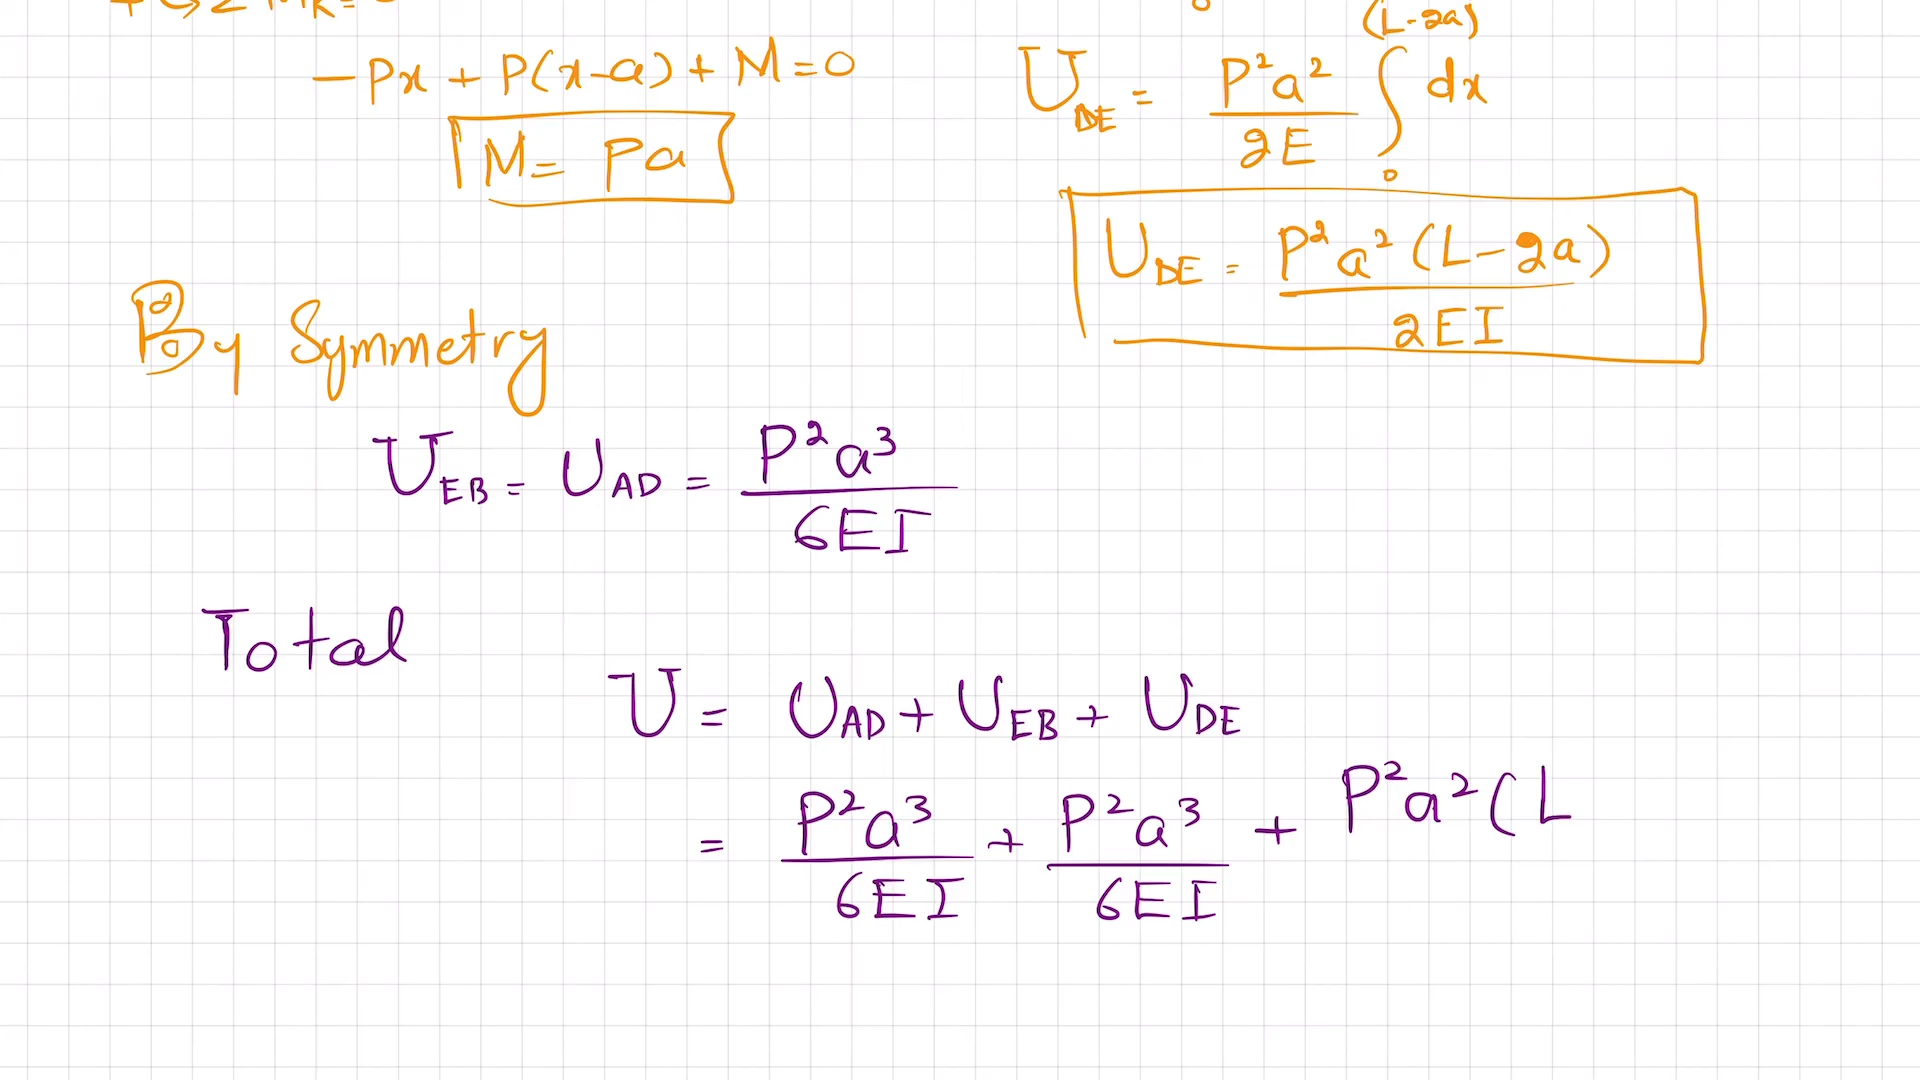 -Px + P(x-a) + M = 0
M = Pa
U_DE = P²a²/2E ∫₀^(L-2a) dx
U_DE = P²a²(L-2a)/2EI
By Symmetry
U_EB = U_AD = P²a³/6EI
Total
U = U_AD + U_EB + U_DE
= P²a³/6EI + P²a³/6EI + P²a²(L